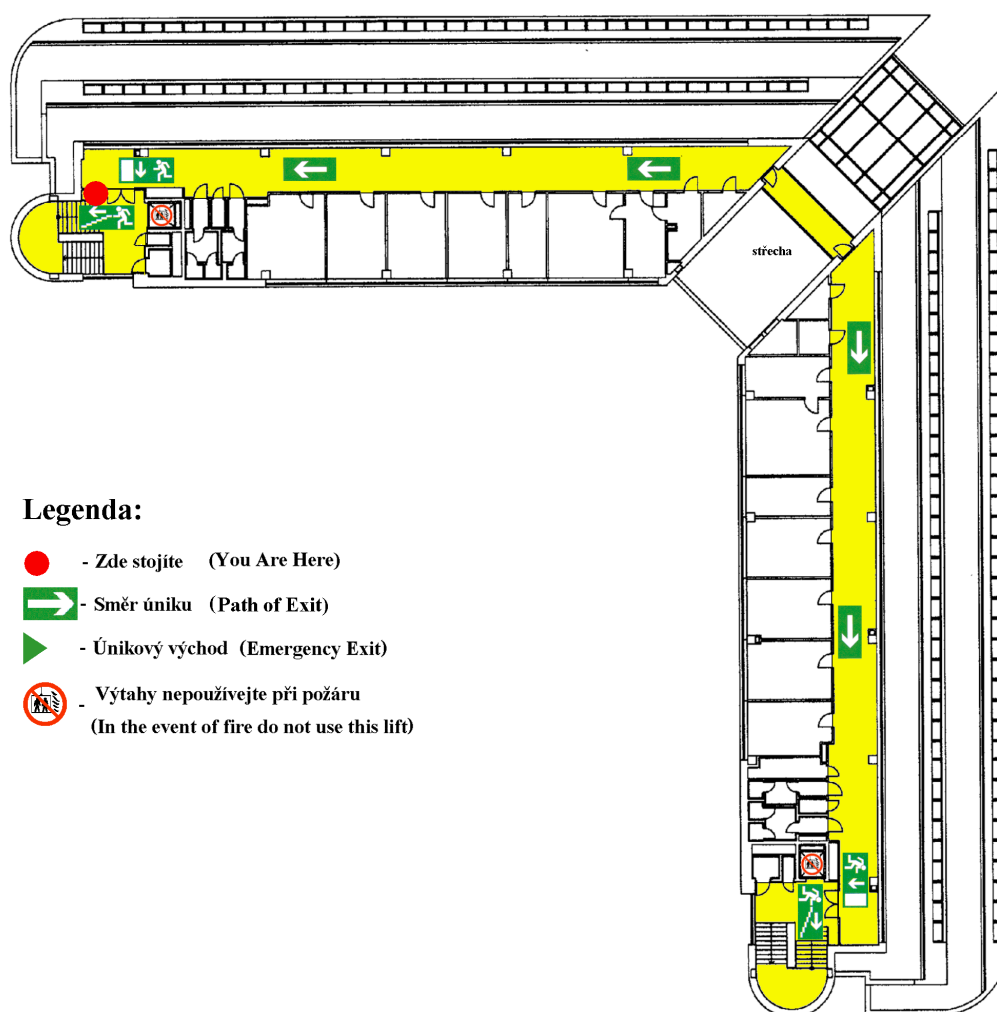 střecha
Legenda:
- Zde stojíte (You Are Here)
- Směr úniku (Path of Exit)
- Únikový východ (Emergency Exit)
- Výtahy nepoužívejte při požáru
(In the event of fire do not use this lift)